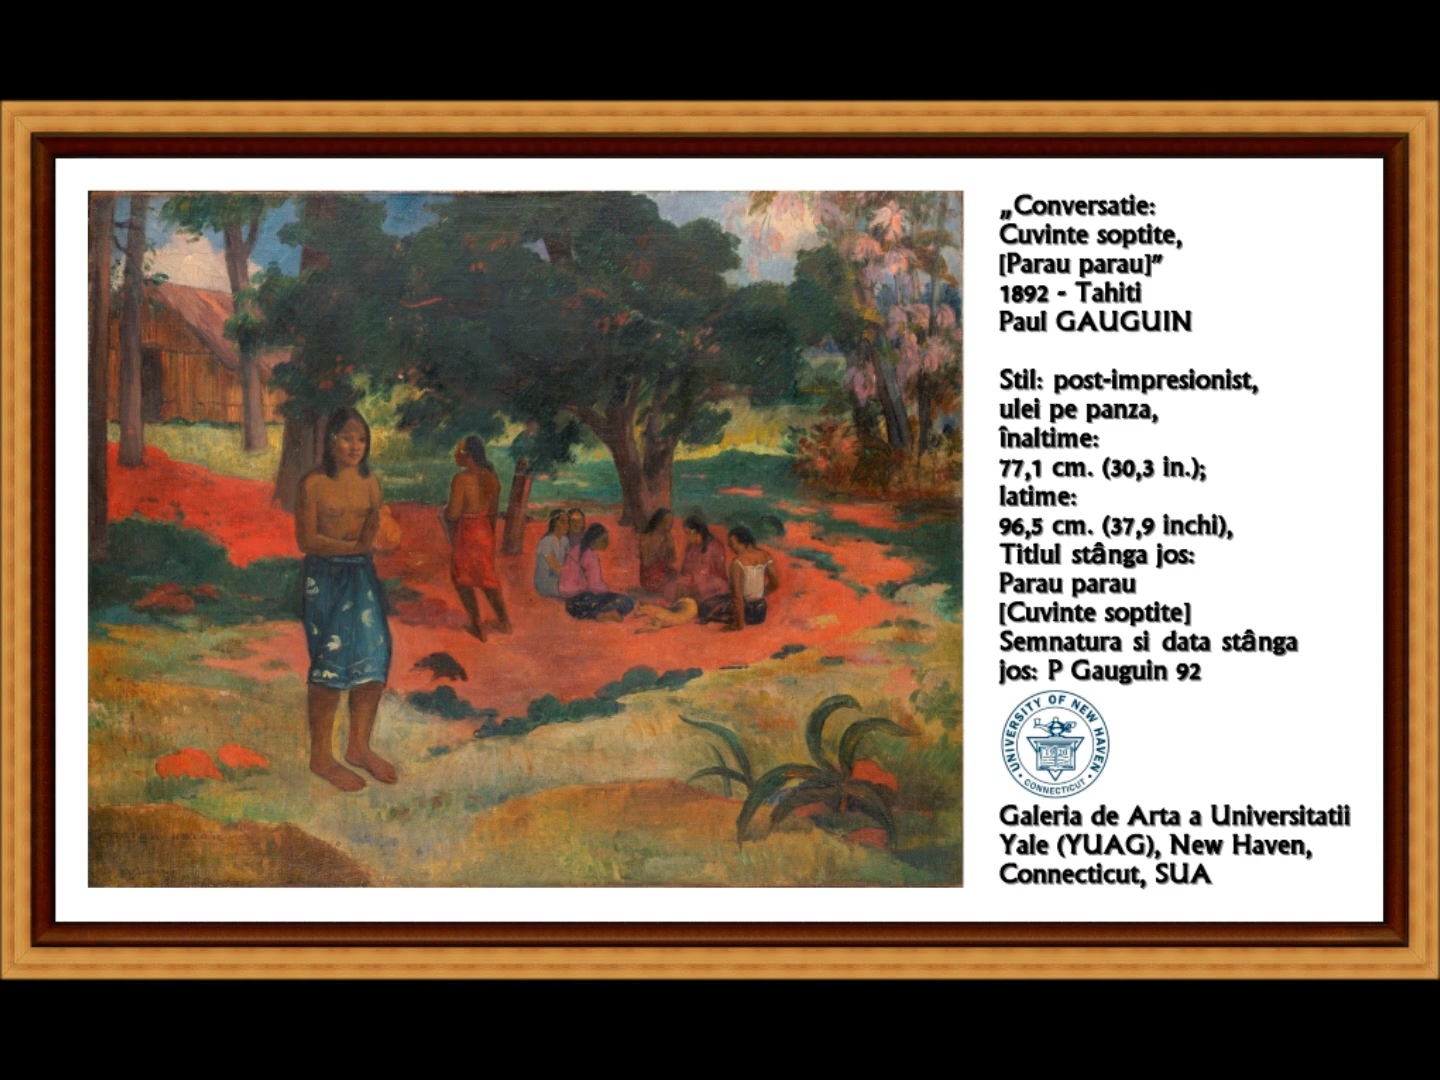 „Conversatie:
Cuvinte soptite,
[Parau parau]”
1892 - Tahiti
Paul GAUGUIN
Stil: post-impresionist,
ulei pe panza,
înaltime:
77,1 cm. (30,3 in.);
latime:
96,5 cm. (37,9 inchi),
Titlul stânga jos:
Parau parau
[Cuvinte soptite]
Semnatura si data stânga
jos: P Gauguin 92
UNIVERSITY OF NEW HAVEN
1920
CONNECTICUT
Galeria de Arta a Universitatii
Yale (YUAG), New Haven,
Connecticut, SUA